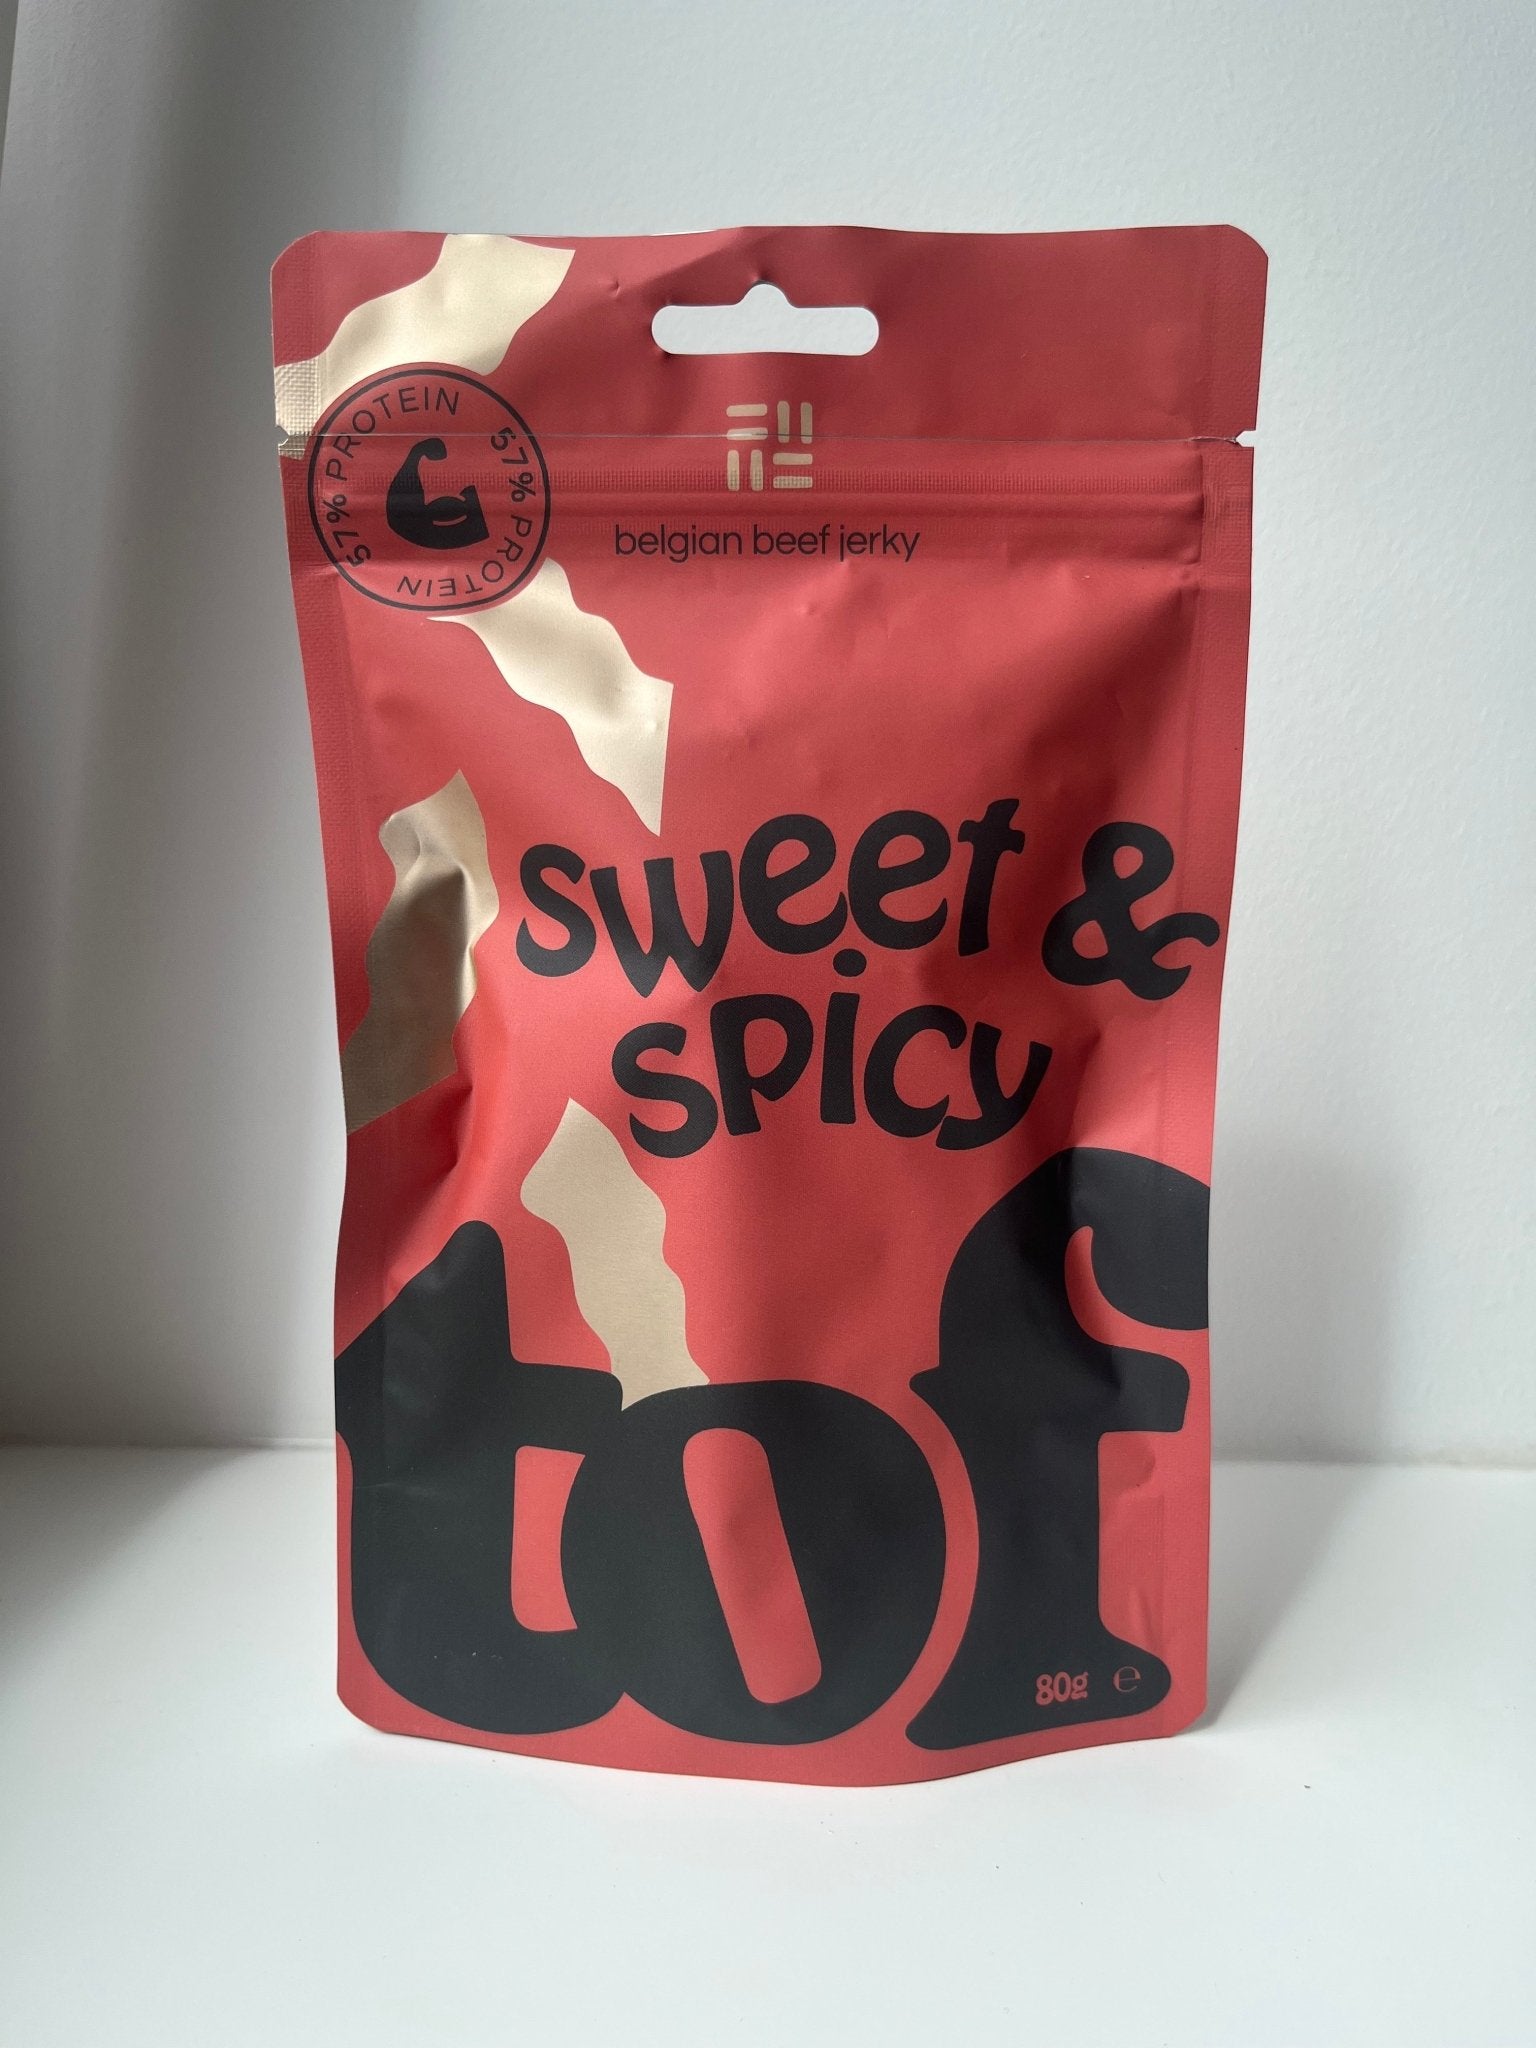 57% PROTEIN 57% PROTEIN
belgian beef jerky
sweet &
spicy
tof
80g ℮